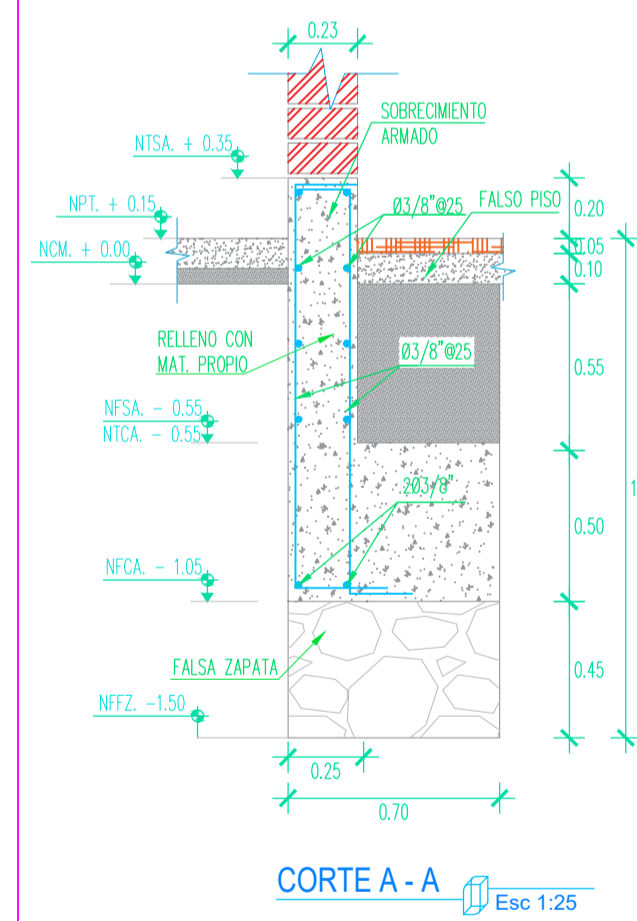 0.23
SOBRECIMIENTO
ARMADO
NTSA. + 0.35
Ø3/8"@25
FALSO PISO
0.20
NPT. + 0.15
0.05
NCM. + 0.00
0.10
RELLENO CON
MAT. PROPIO
Ø3/8"@25
0.55
NFSA. - 0.55
NTCA. - 0.55
2Ø3/8"
1
0.50
NFCA. - 1.05
FALSA ZAPATA
0.45
NFFZ. -1.50
0.25
0.70
CORTE A - A
Esc 1:25